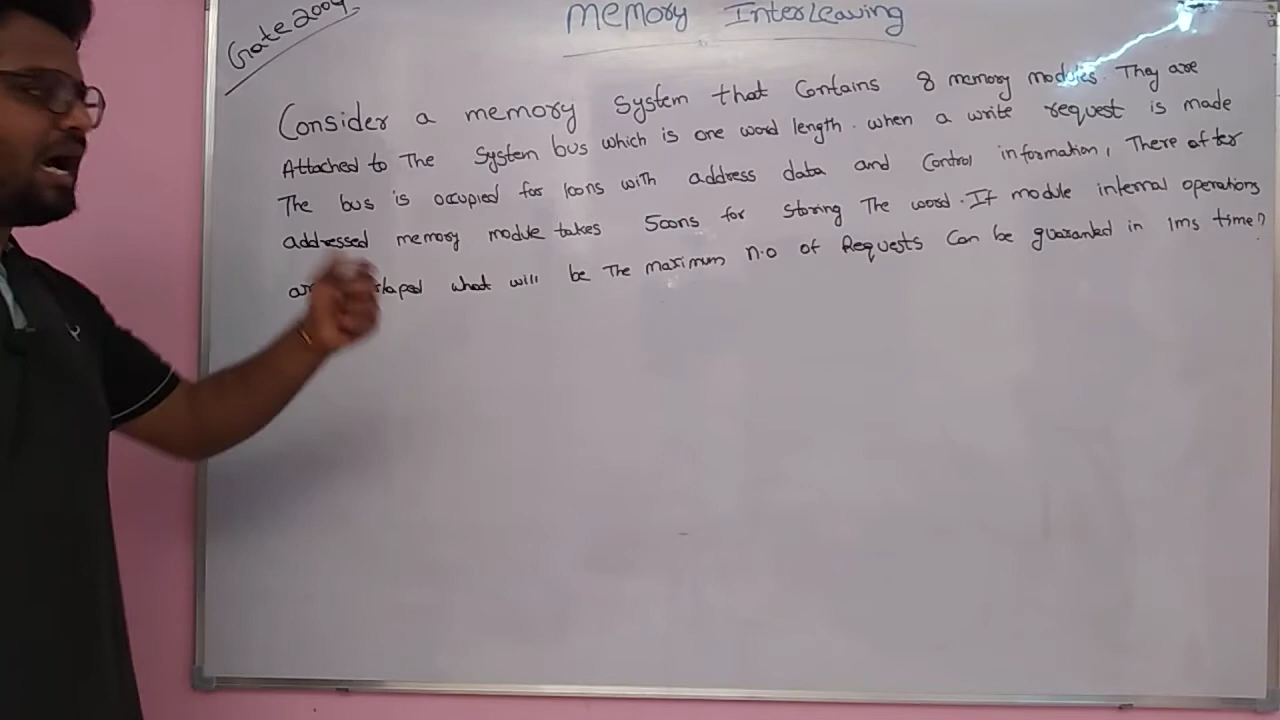 Gate 2009
Memory Interleaving
Consider a memory system that contains 8 memory modules. They are
Attached to The system bus which is one word length. when a write request is made
The bus is occupied for 100ns with address data and control information, There after
addressed memory module takes 500ns for storing The word. If module internal operations
what will be The maximum n.o of Requests can be guaranted in 1ms time?